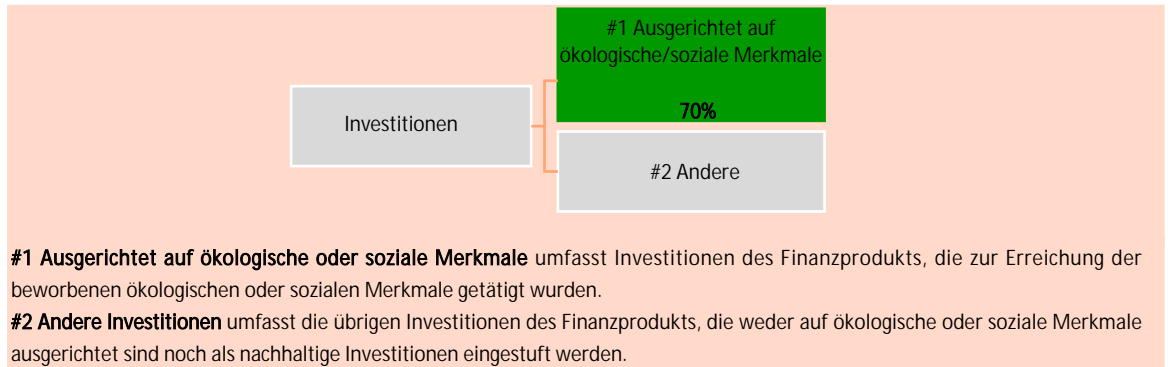 #1 Ausgerichtet auf
ökologische/soziale Merkmale
70%
Investitionen
#2 Andere
#1 Ausgerichtet auf ökologische oder soziale Merkmale umfasst Investitionen des Finanzprodukts, die zur Erreichung der
beworbenen ökologischen oder sozialen Merkmale getätigt wurden.
#2 Andere Investitionen umfasst die übrigen Investitionen des Finanzprodukts, die weder auf ökologische oder soziale Merkmale
ausgerichtet sind noch als nachhaltige Investitionen eingestuft werden.